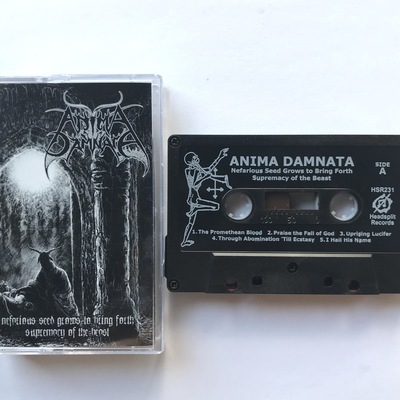 ANIMA
DAMNATA
nefarious seed grows to bring forth
supremacy of the beast
ANIMA DAMNATA
Nefarious Seed Grows to Bring Forth
Supremacy of the Beast
SIDE
A
HSR231
Headsplit
Records
1.The Promethean Blood 2.Praise the Fall of God 3.Uprising Lucifer
4.Through Abomination 'Till Ecstasy 5.I Hail His Name